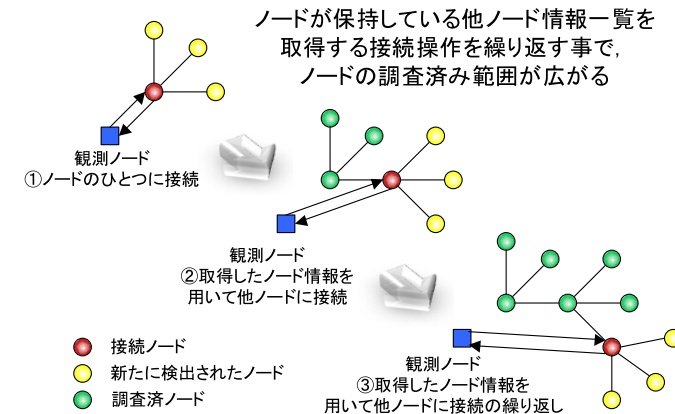 ノードが保持している他ノード情報一覧を
取得する接続操作を繰り返す事で,
ノードの調査済み範囲が広がる
観測ノード
①ノードのひとつに接続
観測ノード
②取得したノード情報を
用いて他ノードに接続
観測ノード
③取得したノード情報を
用いて他ノードに接続の繰り返し
接続ノード
新たに検出されたノード
調査済ノード